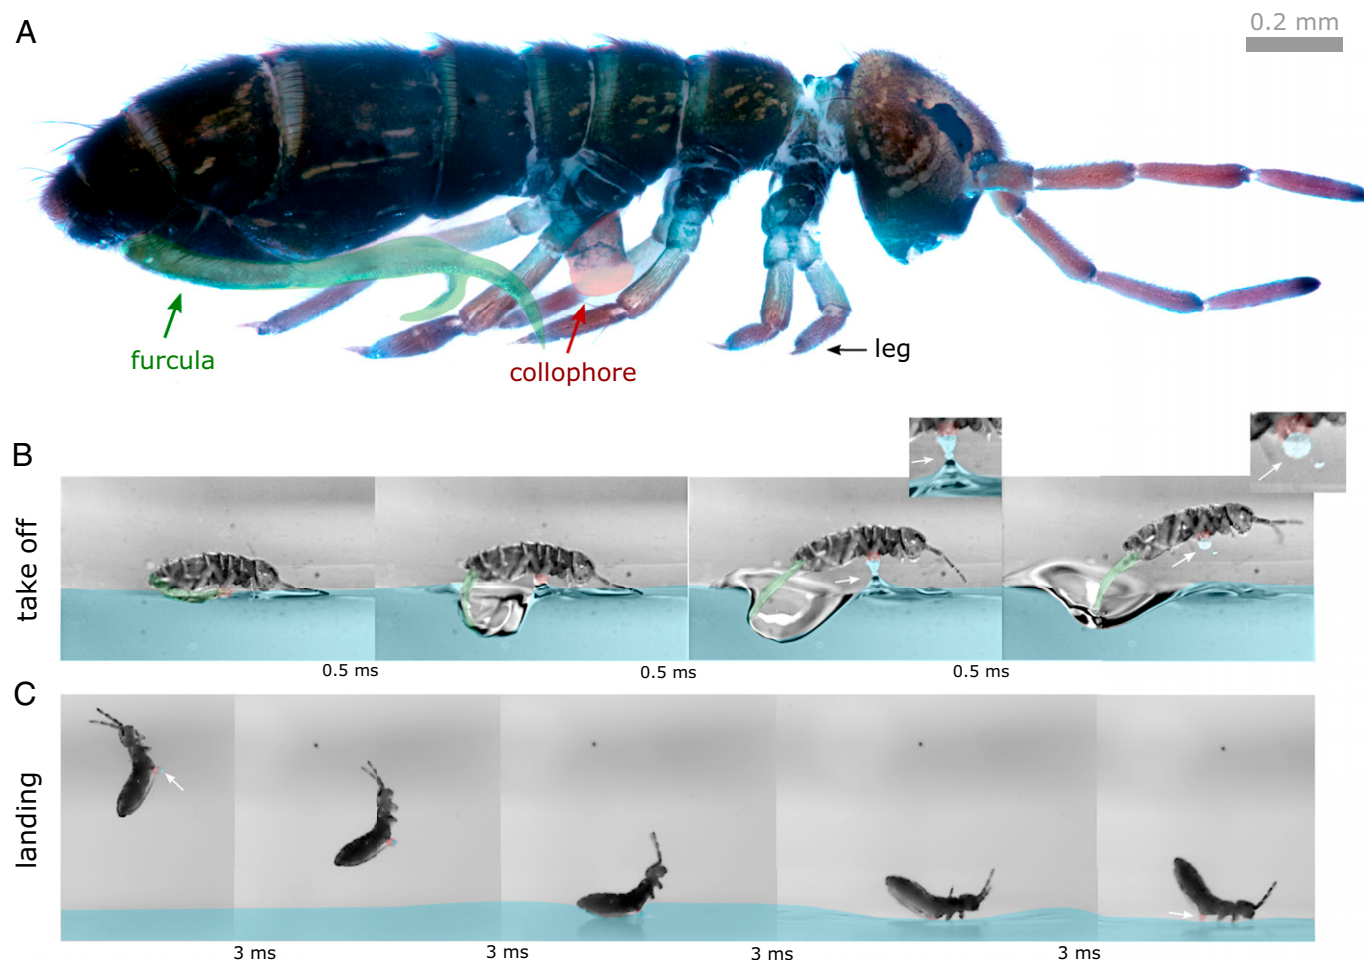 A
0.2 mm
furcula
collophore
leg
B
take off
0.5 ms
0.5 ms
0.5 ms
C
landing
3 ms
3 ms
3 ms
3 ms